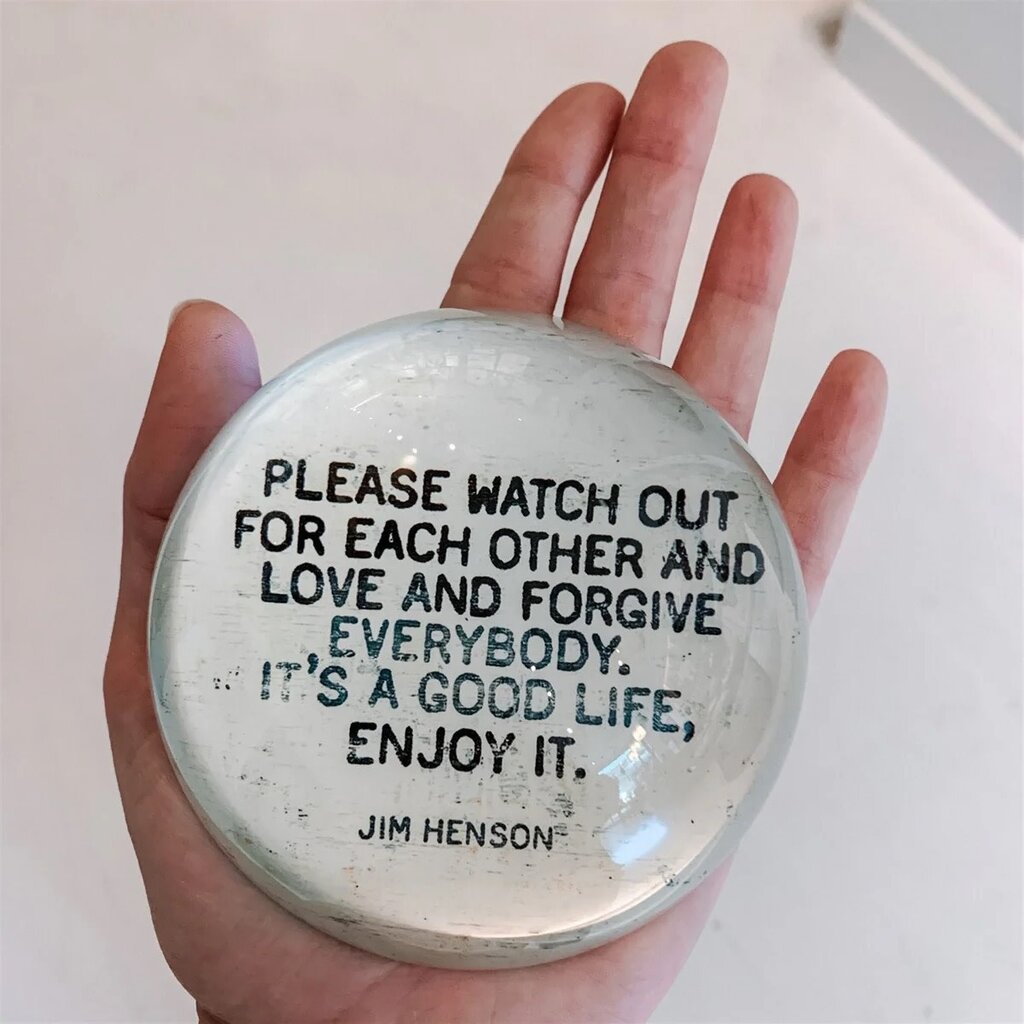 PLEASE WATCH OUT
FOR EACH OTHER AND
LOVE AND FORGIVE
EVERYBODY.
IT'S A GOOD LIFE,
ENJOY IT.
JIM HENSON